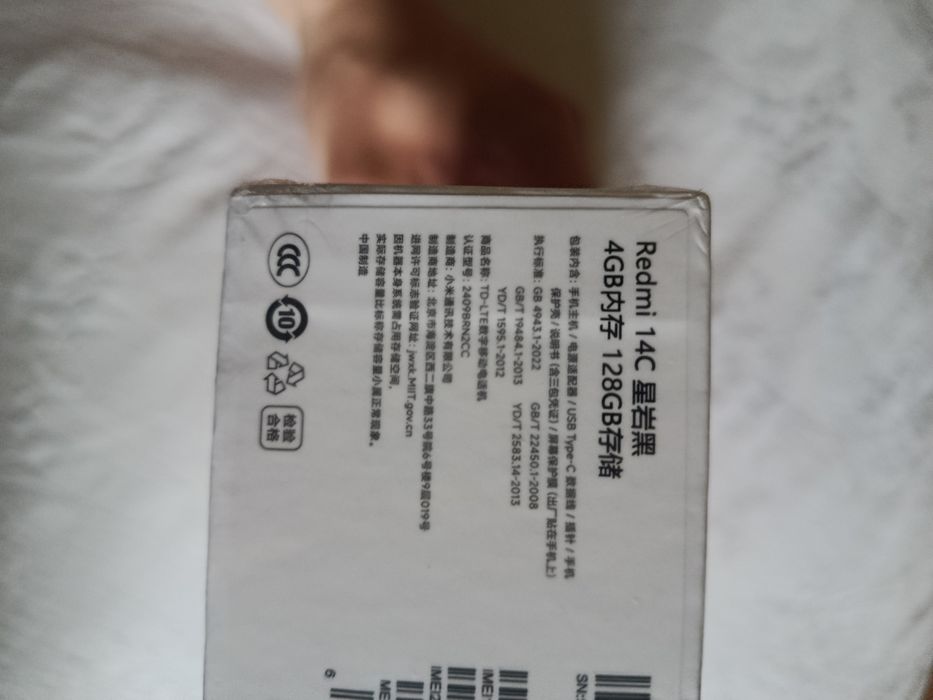 Redmi 14C 星岩黑
4GB内存 128GB存储
包装内含: 手机主机 / 电源适配器 / USB Type-C 数据线 / 插针 / 手机
保护壳 / 说明书 (含三包凭证) / 屏幕保护膜 (出厂贴在手机上)
执行标准: GB 4943.1-2022 GB/T 22450.1-2008
GB/T 19484.1-2013 YD/T 2583.14-2013
YD/T 1595.1-2012
商品名称: TD-LTE数字移动电话机
认证型号: 2409BRN2CC
制造商: 小米通讯技术有限公司
制造商地址: 北京市海淀区西二旗中路33号院6号楼9层019号
进网许可标志验证网址: jwxk.MIIT.gov.cn
因机器本身系统需占用存储空间,
实际存储容量比标称存储容量小属正常现象。
中国制造
CCC
10
检验
合格
SN:
IMEI
IMEI2
ME
6